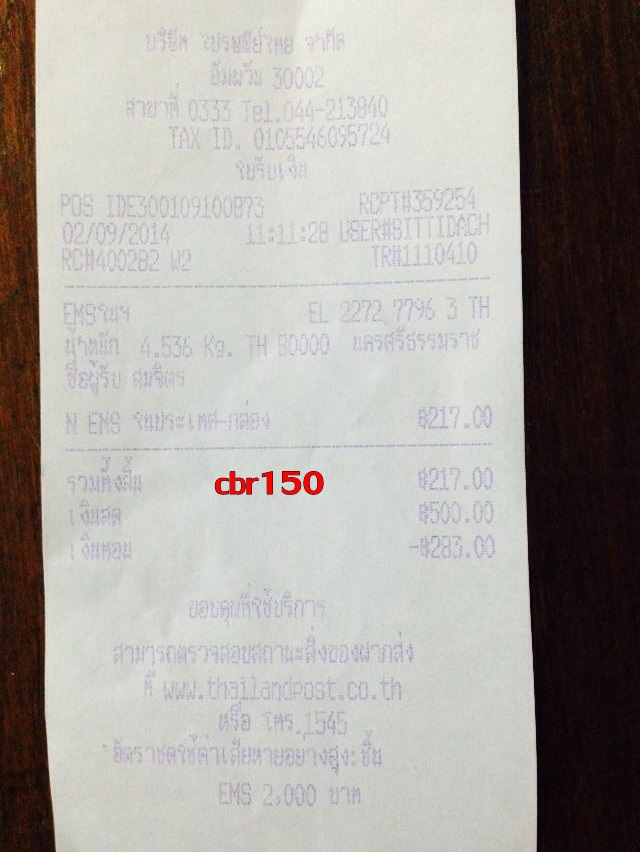 บริษัท ไปรษณีย์ไทย จำกัด
อัมพวัน 30002
สาขาที่ 0333 Tel.044-213840
TAX ID. 0105546095724
ใบรับเงิน
POS IDE300109100873 RCPT#359254
02/09/2014 11:11:28 USER#SITTIDACH
RC#400282 W2 TR#1110410
EMSในฯ EL 2272 7796 3 TH
น้ำหนัก 4.536 Kg. TH 80000 นครศรีธรรมราช
ชื่อผู้รับ สมจิตร
N EMS ในประเทศ-กล่อง ฿217.00
รวมทั้งสิ้น ฿217.00
cbr150
เงินสด ฿500.00
เงินทอน -฿283.00
ขอบคุณที่ใช้บริการ
สามารถตรวจสอบสถานะสิ่งของฝากส่ง
ที่ www.thailandpost.co.th
หรือ โทร.1545
อัตราชดใช้ค่าเสียหายอย่างสูง:ชิ้น
EMS 2,000 บาท